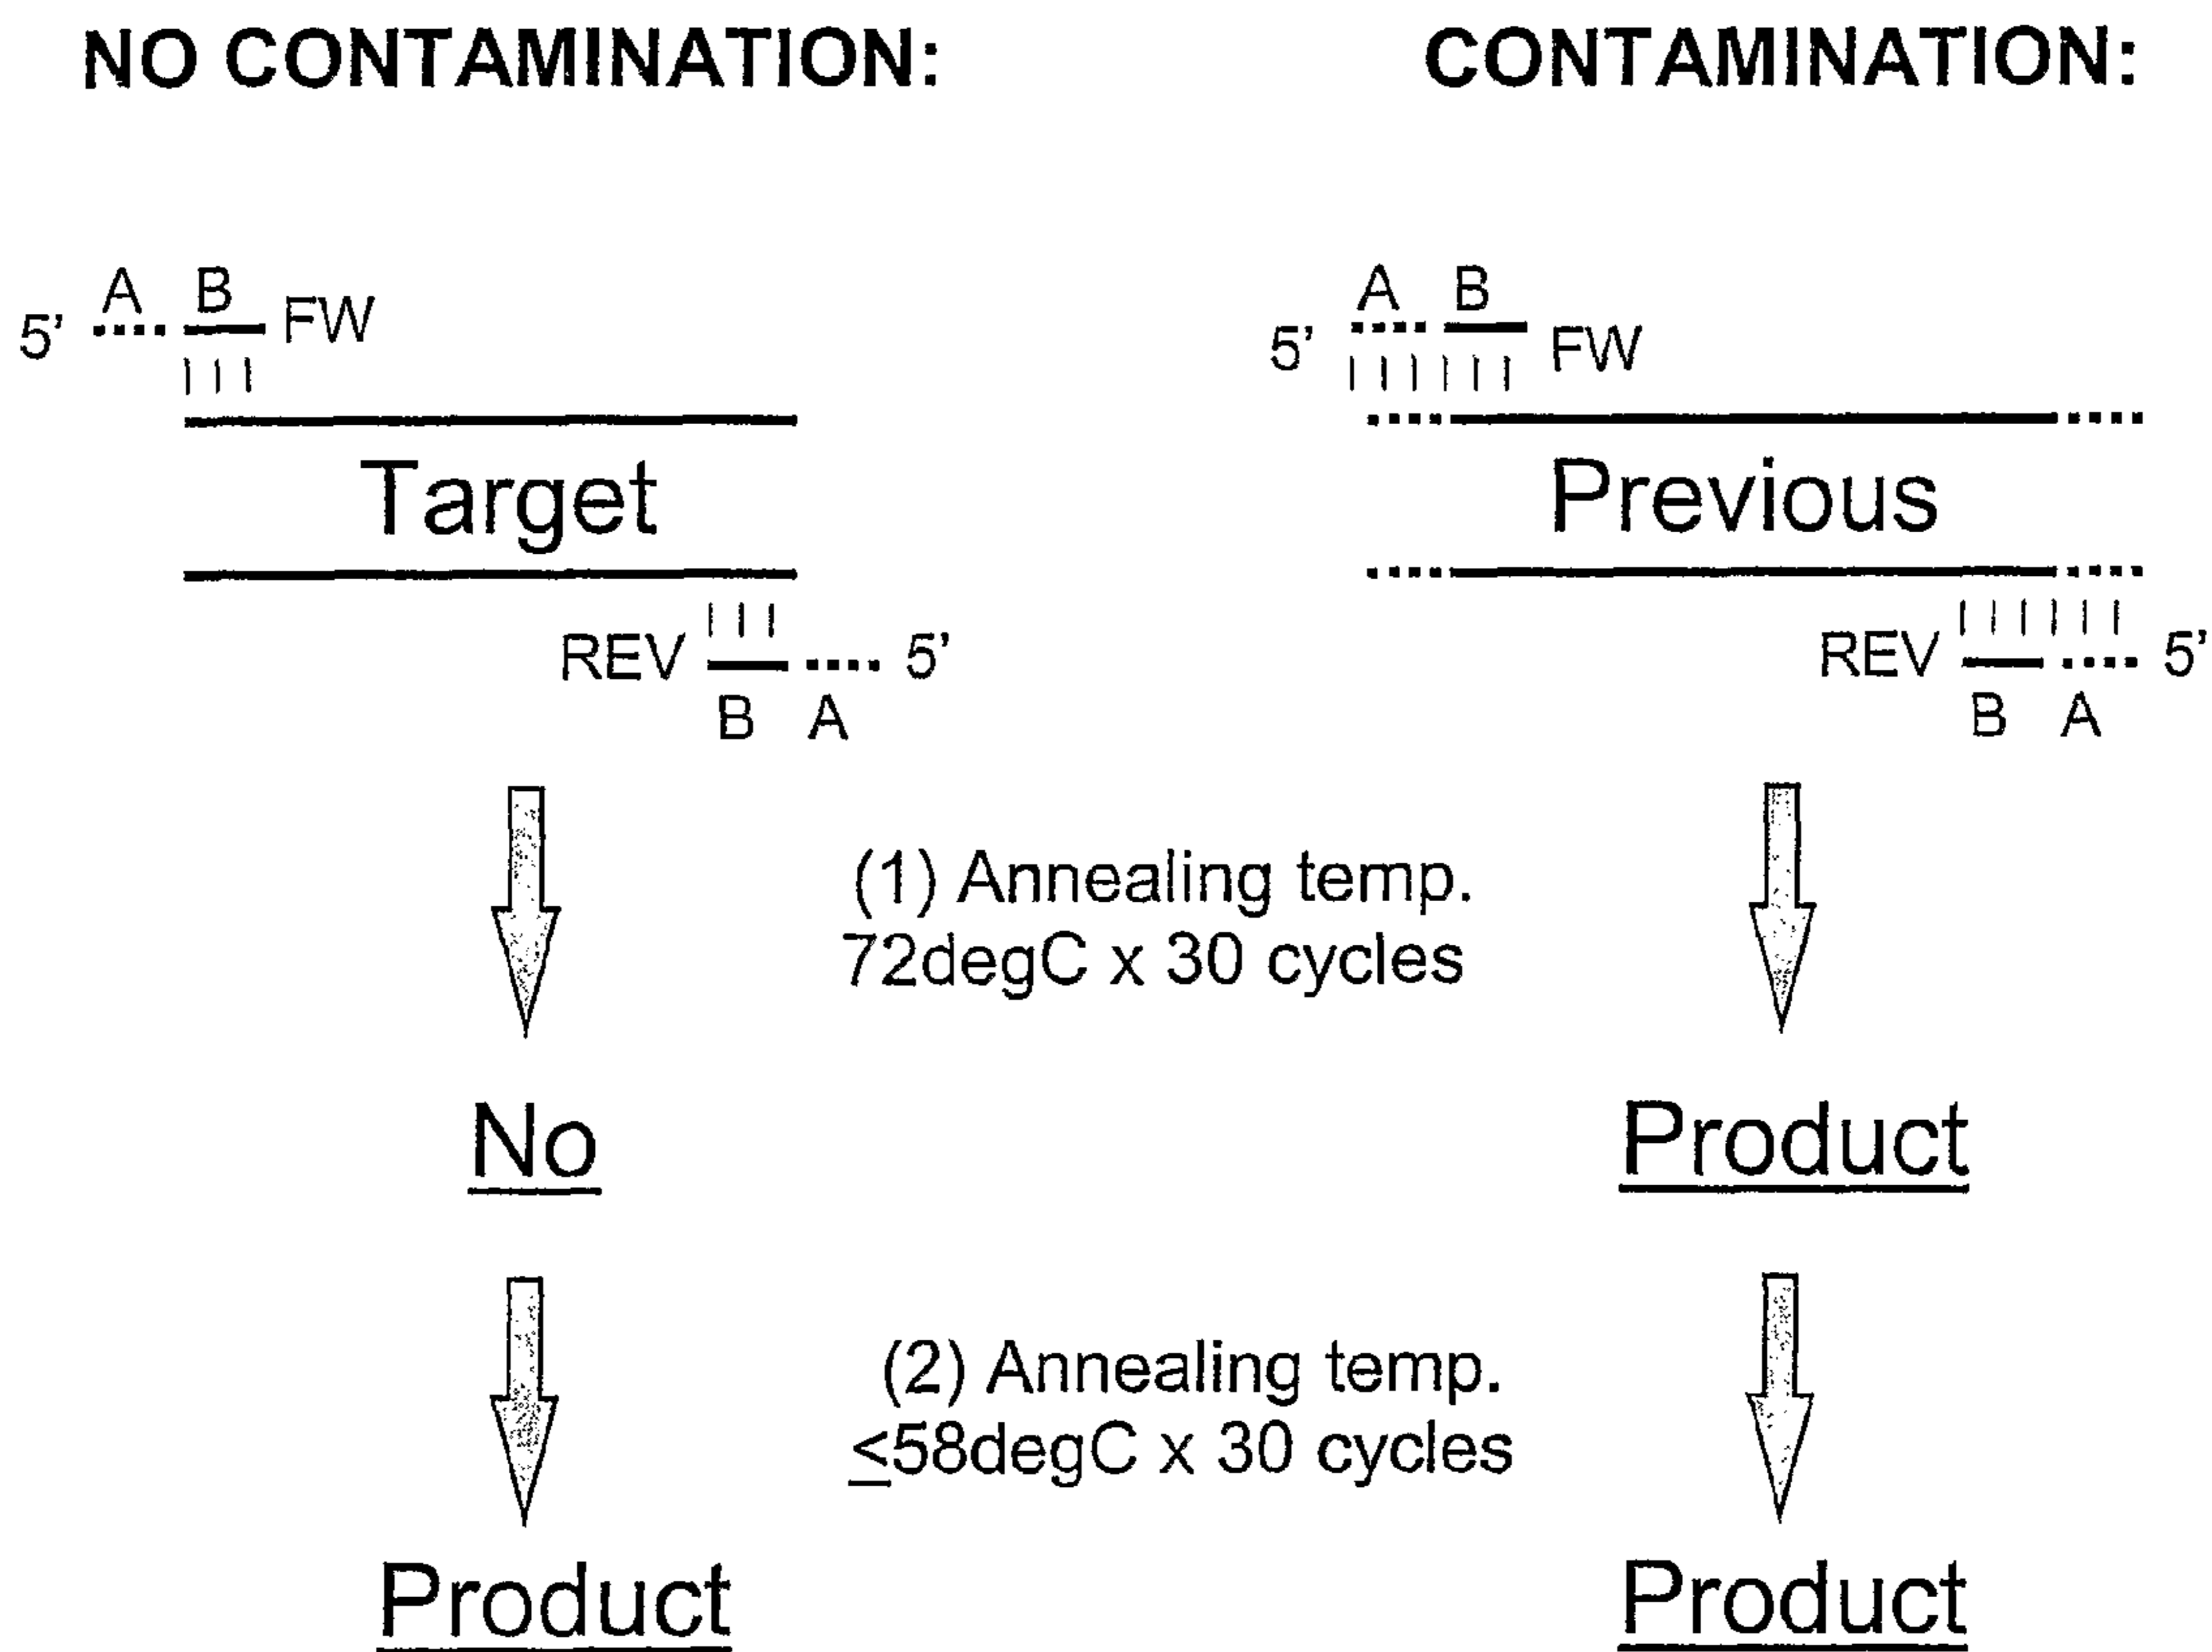 NO CONTAMINATION:
CONTAMINATION:
A B
5' FW
A B
5' FW
Target
Previous
REV 5'
B A
REV 5'
B A
(1) Annealing temp.
72degC x 30 cycles
No
Product
(2) Annealing temp.
≤58degC x 30 cycles
Product
Product